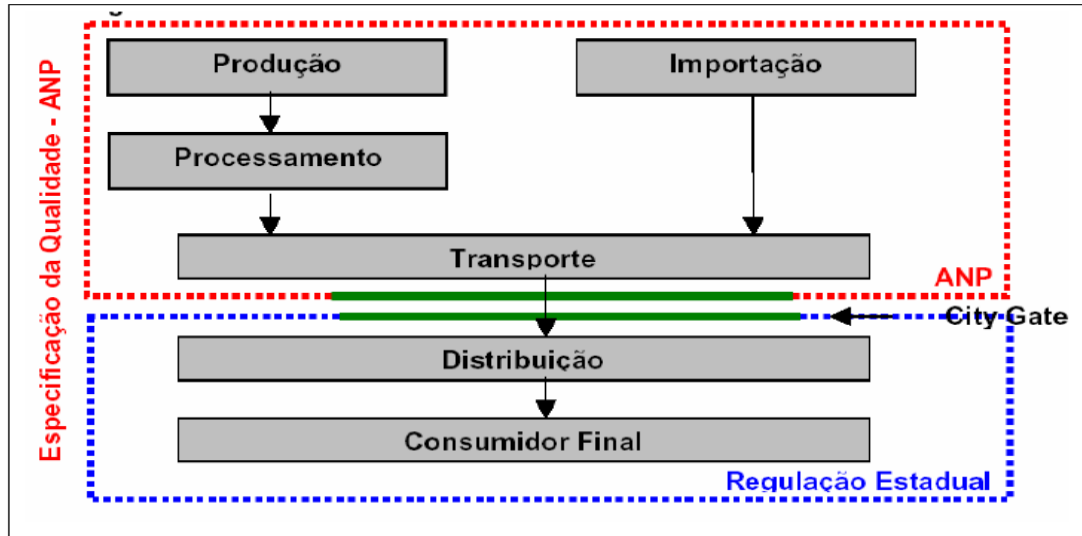 Especificação da Qualidade - ANP
Produção
Importação
Processamento
Transporte
ANP
City Gate
Distribuição
Consumidor Final
Regulação Estadual